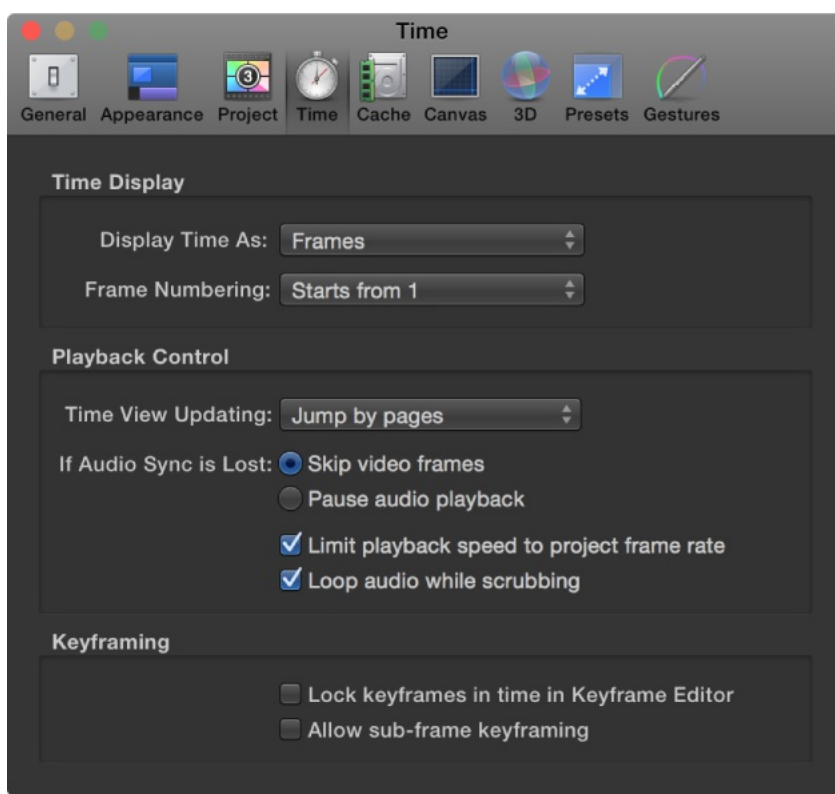 Time
General Appearance Project Time Cache Canvas 3D Presets Gestures
3
Time Display
Display Time As: Frames
Frame Numbering: Starts from 1
Playback Control
Time View Updating: Jump by pages
If Audio Sync is Lost: Skip video frames
Pause audio playback
Limit playback speed to project frame rate
Loop audio while scrubbing
Keyframing
Lock keyframes in time in Keyframe Editor
Allow sub-frame keyframing